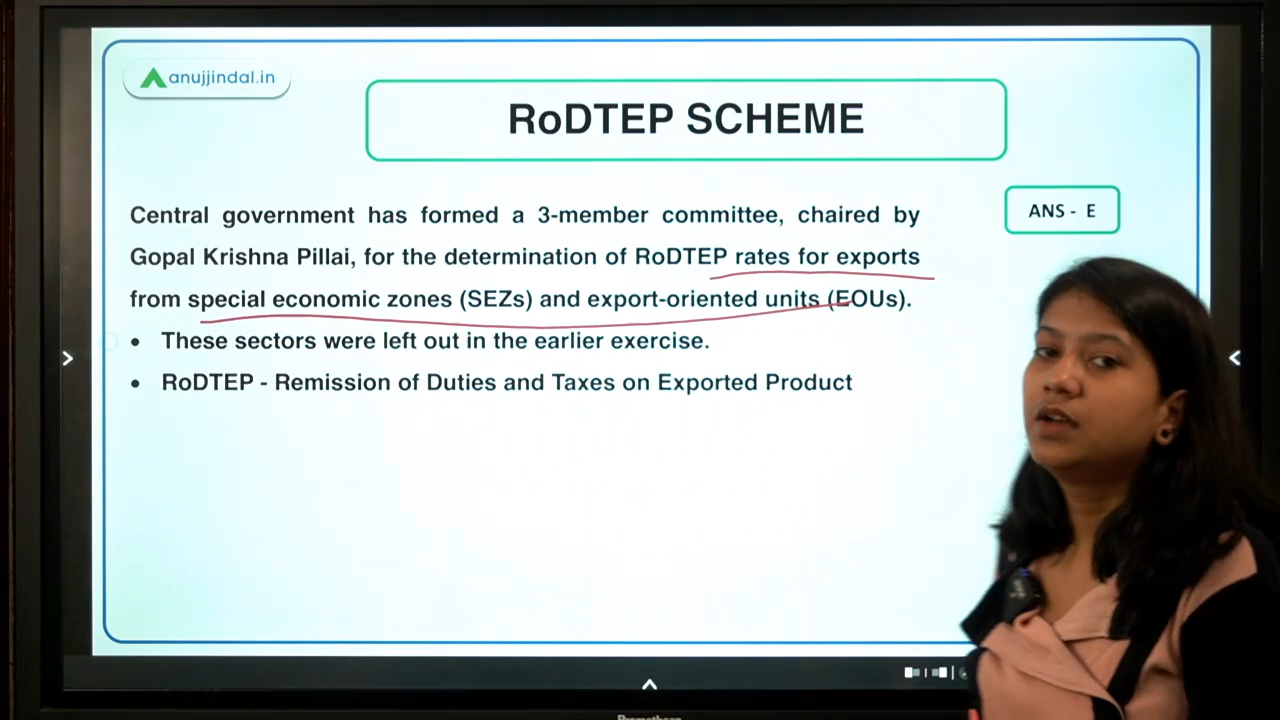 anujjindal.in
RoDTEP SCHEME
Central government has formed a 3-member committee, chaired by
Gopal Krishna Pillai, for the determination of RoDTEP rates for exports
from special economic zones (SEZs) and export-oriented units (EOUs).
• These sectors were left out in the earlier exercise.
• RoDTEP - Remission of Duties and Taxes on Exported Product
ANS - E
Promethean